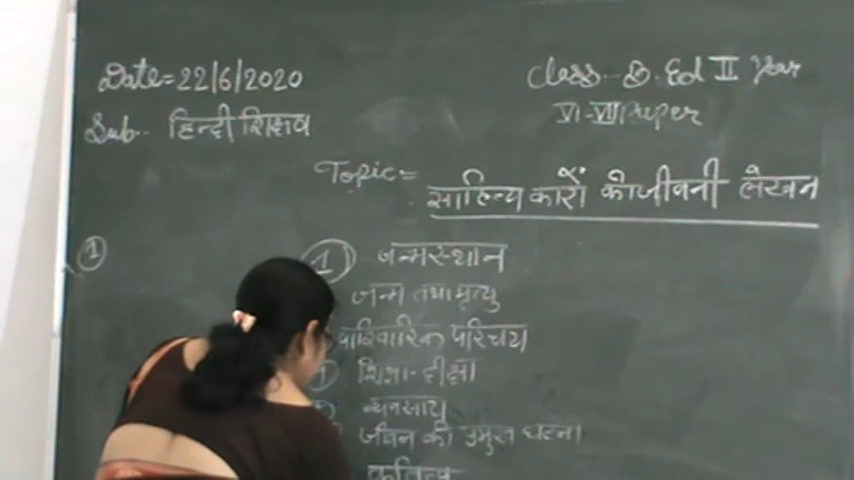 Date=22/6/2020
Class- B.Ed II Year
Sub- हिन्दी शिक्षण
VI-VII Paper
Topic= साहित्य कारों की जीवनी लेखन
1
1 जन्मस्थान
जन्म तथा मृत्यु
पारिवारिक परिचय
शिक्षा-दीक्षा
व्यवसाय
जीवन की प्रमुख घटना
कृतित्व